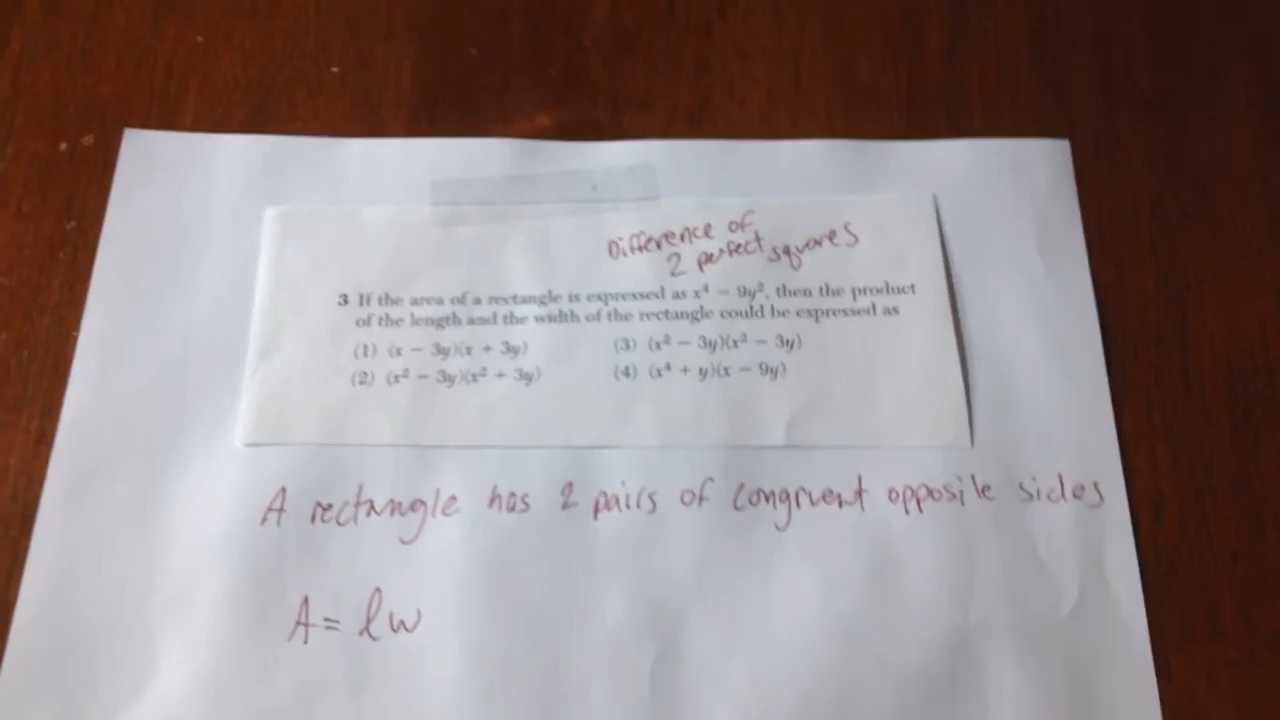 Difference of
2 perfect squares
3 If the area of a rectangle is expressed as x⁴ − 9y², then the product
of the length and the width of the rectangle could be expressed as
(1) (x − 3y)(x + 3y)
(3) (x² − 3y)(x² − 3y)
(2) (x² − 3y)(x² + 3y)
(4) (x⁴ + y)(x − 9y)
A rectangle has 2 pairs of congruent opposite sides
A = lw